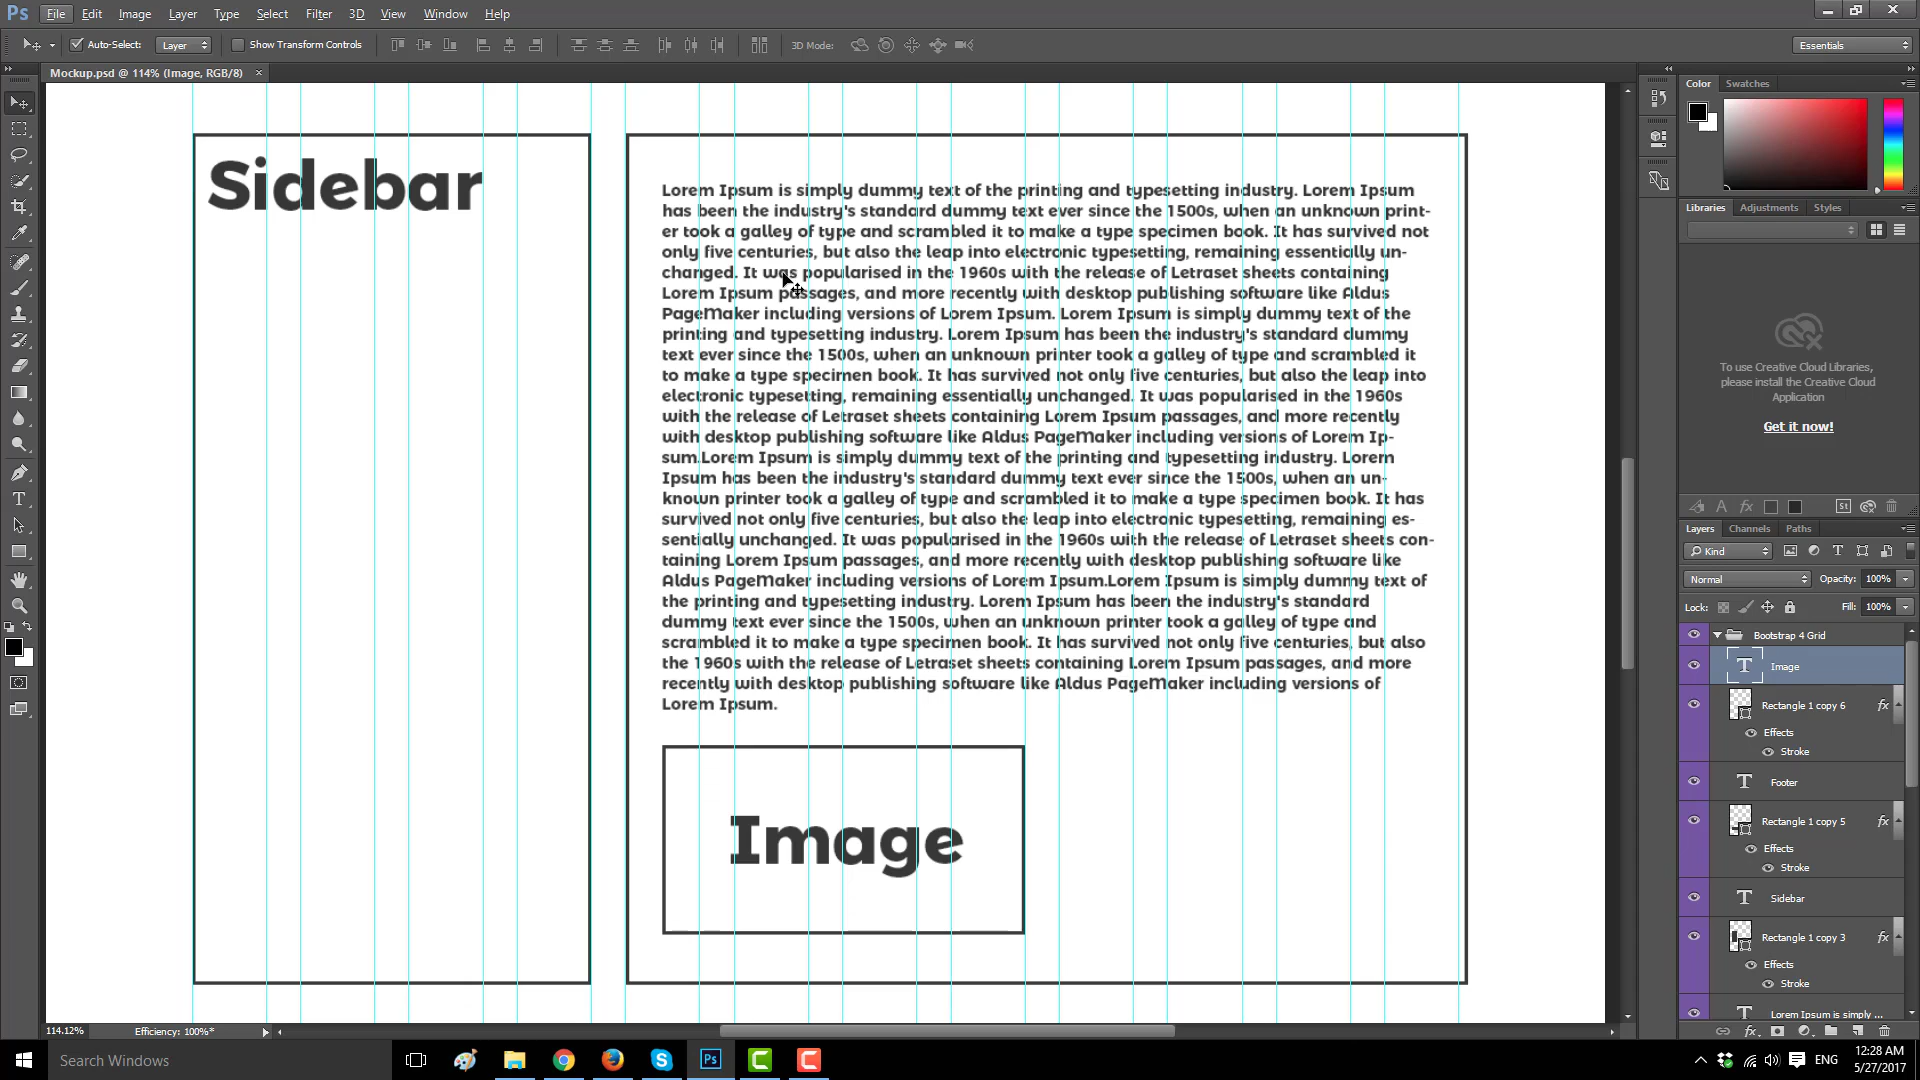 Ps File Edit Image Layer Type Select Filter 3D View Window Help
Auto-Select: Layer Show Transform Controls 3D Mode: Essentials
Mockup.psd @ 114% (Image, RGB/8) ×
Sidebar
Lorem Ipsum is simply dummy text of the printing and typesetting industry. Lorem Ipsum
has been the industry's standard dummy text ever since the 1500s, when an unknown print-
er took a galley of type and scrambled it to make a type specimen book. It has survived not
only five centuries, but also the leap into electronic typesetting, remaining essentially un-
changed. It was popularised in the 1960s with the release of Letraset sheets containing
Lorem Ipsum passages, and more recently with desktop publishing software like Aldus
PageMaker including versions of Lorem Ipsum. Lorem Ipsum is simply dummy text of the
printing and typesetting industry. Lorem Ipsum has been the industry's standard dummy
text ever since the 1500s, when an unknown printer took a galley of type and scrambled it
to make a type specimen book. It has survived not only five centuries, but also the leap into
electronic typesetting, remaining essentially unchanged. It was popularised in the 1960s
with the release of Letraset sheets containing Lorem Ipsum passages, and more recently
with desktop publishing software like Aldus PageMaker including versions of Lorem Ip-
sum.Lorem Ipsum is simply dummy text of the printing and typesetting industry. Lorem
Ipsum has been the industry's standard dummy text ever since the 1500s, when an un-
known printer took a galley of type and scrambled it to make a type specimen book. It has
survived not only five centuries, but also the leap into electronic typesetting, remaining es-
sentially unchanged. It was popularised in the 1960s with the release of Letraset sheets con-
taining Lorem Ipsum passages, and more recently with desktop publishing software like
Aldus PageMaker including versions of Lorem Ipsum.Lorem Ipsum is simply dummy text of
the printing and typesetting industry. Lorem Ipsum has been the industry's standard
dummy text ever since the 1500s, when an unknown printer took a galley of type and
scrambled it to make a type specimen book. It has survived not only five centuries, but also
the 1960s with the release of Letraset sheets containing Lorem Ipsum passages, and more
recently with desktop publishing software like Aldus PageMaker including versions of
Lorem Ipsum.
Image
114.12% Efficiency: 100%*
Color Swatches
Libraries Adjustments Styles
To use Creative Cloud Libraries,
please install the Creative Cloud
Application
Get it now!
St
Layers Channels Paths
Kind
Normal Opacity: 100%
Lock: Fill: 100%
Bootstrap 4 Grid
Image
Rectangle 1 copy 6 fx
Effects
Stroke
Footer
Rectangle 1 copy 5 fx
Effects
Stroke
Sidebar
Rectangle 1 copy 3 fx
Effects
Stroke
Lorem Ipsum is simply ...
Search Windows
ENG
12:28 AM
5/27/2017